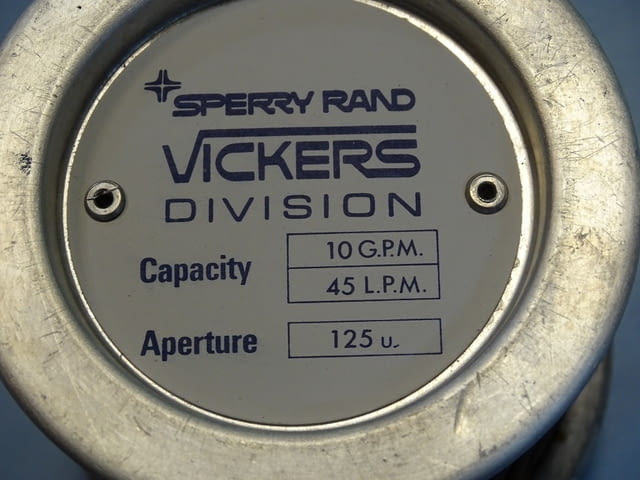 SPERRY RAND
VICKERS
DIVISION
Capacity 10 G.P.M.
45 L.P.M.
Aperture 125 u.